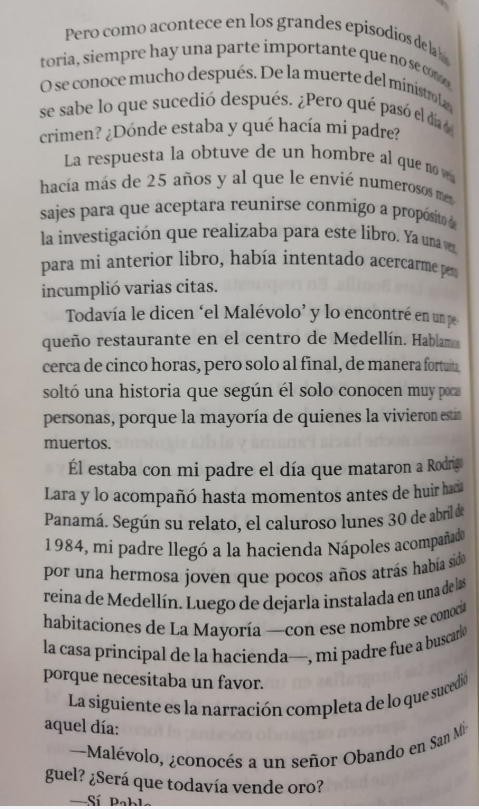 Pero como acontece en los grandes episodios de la his-
toria, siempre hay una parte importante que no se conoce.
O se conoce mucho después. De la muerte del ministro Lara
se sabe lo que sucedió después. ¿Pero qué pasó el día del
crimen? ¿Dónde estaba y qué hacía mi padre?
La respuesta la obtuve de un hombre al que no veía
hacía más de 25 años y al que le envié numerosos men-
sajes para que aceptara reunirse conmigo a propósito de
la investigación que realizaba para este libro. Ya una vez,
para mi anterior libro, había intentado acercarme pero
incumplió varias citas.
Todavía le dicen ‘el Malévolo’ y lo encontré en un pe-
queño restaurante en el centro de Medellín. Hablamos
cerca de cinco horas, pero solo al final, de manera fortuita,
soltó una historia que según él solo conocen muy pocas
personas, porque la mayoría de quienes la vivieron están
muertos.
Él estaba con mi padre el día que mataron a Rodrigo
Lara y lo acompañó hasta momentos antes de huir hacia
Panamá. Según su relato, el caluroso lunes 30 de abril de
1984, mi padre llegó a la hacienda Nápoles acompañado
por una hermosa joven que pocos años atrás había sido
reina de Medellín. Luego de dejarla instalada en una de las
habitaciones de La Mayoría —con ese nombre se conocía
la casa principal de la hacienda—, mi padre fue a buscarlo
porque necesitaba un favor.
La siguiente es la narración completa de lo que sucedió
aquel día:
—Malévolo, ¿conocés a un señor Obando en San Mi-
guel? ¿Será que todavía vende oro?
—Sí, Pablo